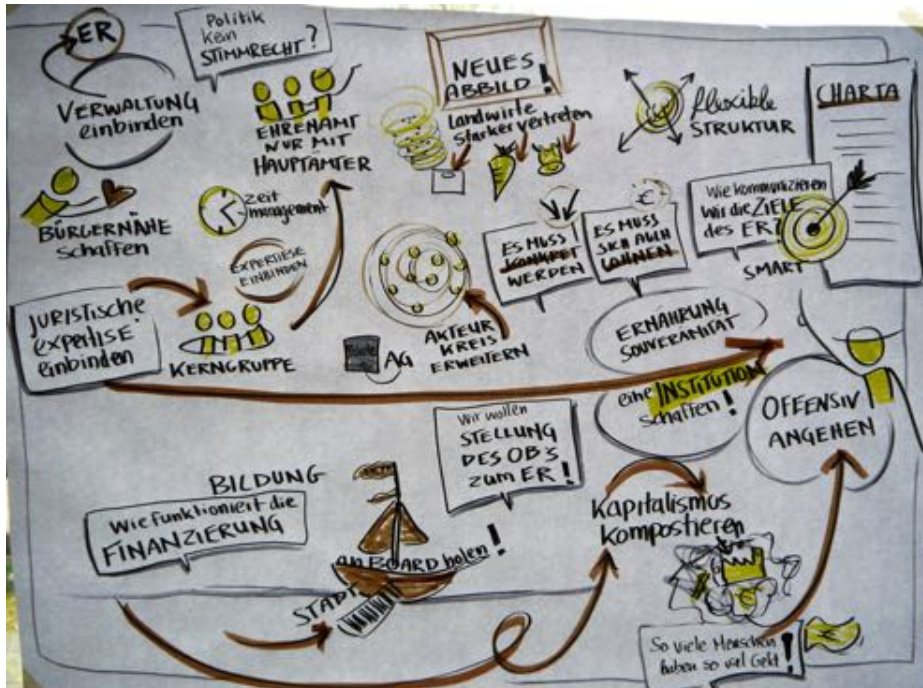 ER
Politik
kein
STIMMRECHT?
VERWALTUNG
einbinden
EHRENAMT
NUR MIT
HAUPTÄMTER
NEUES
ABBILD!
Landwirte
stärker vertreten
flexible
STRUKTUR
CHARTA
BÜRGERNÄHE
schaffen
zeit
management
EXPERTIESE
EINBINDEN
ES MUSS
KONKRET
WERDEN
€
ES MUSS
SICH AUCH
LOHNEN
Wie kommunizieren
wir die ZIELE
des ER?
SMART
JURISTISCHE
expertise
einbinden
KERNGRUPPE
AG
AKTEUR
KREIS
ERWEITERN
ERNÄHRUNG
SOUVERÄNITÄT
eine INSTITUTION
schaffen!
OFFENSIV
ANGEHEN
Wir wollen
STELLUNG
DES OB's
zum ER!
BILDUNG
Wie funktioniert die
FINANZIERUNG
an BOARD holen!
STADT
Kapitalismus
kompostieren
€
So viele Menschen
haben so viel Geld!
€